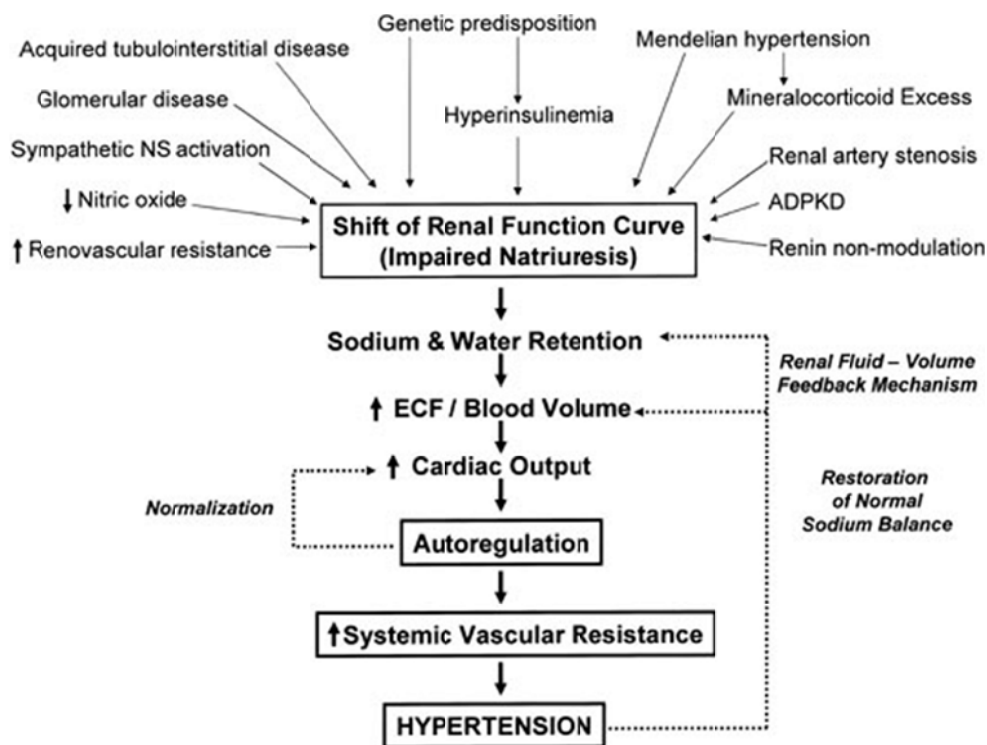 Genetic predisposition
Acquired tubulointerstitial disease
Mendelian hypertension
Glomerular disease
Hyperinsulinemia
Mineralocorticoid Excess
Sympathetic NS activation
Renal artery stenosis
↓ Nitric oxide
ADPKD
↑ Renovascular resistance
Renin non-modulation
Shift of Renal Function Curve
(Impaired Natriuresis)
Sodium & Water Retention
Renal Fluid – Volume
Feedback Mechanism
↑ ECF / Blood Volume
↑ Cardiac Output
Normalization
Restoration
of Normal
Sodium Balance
Autoregulation
↑Systemic Vascular Resistance
HYPERTENSION